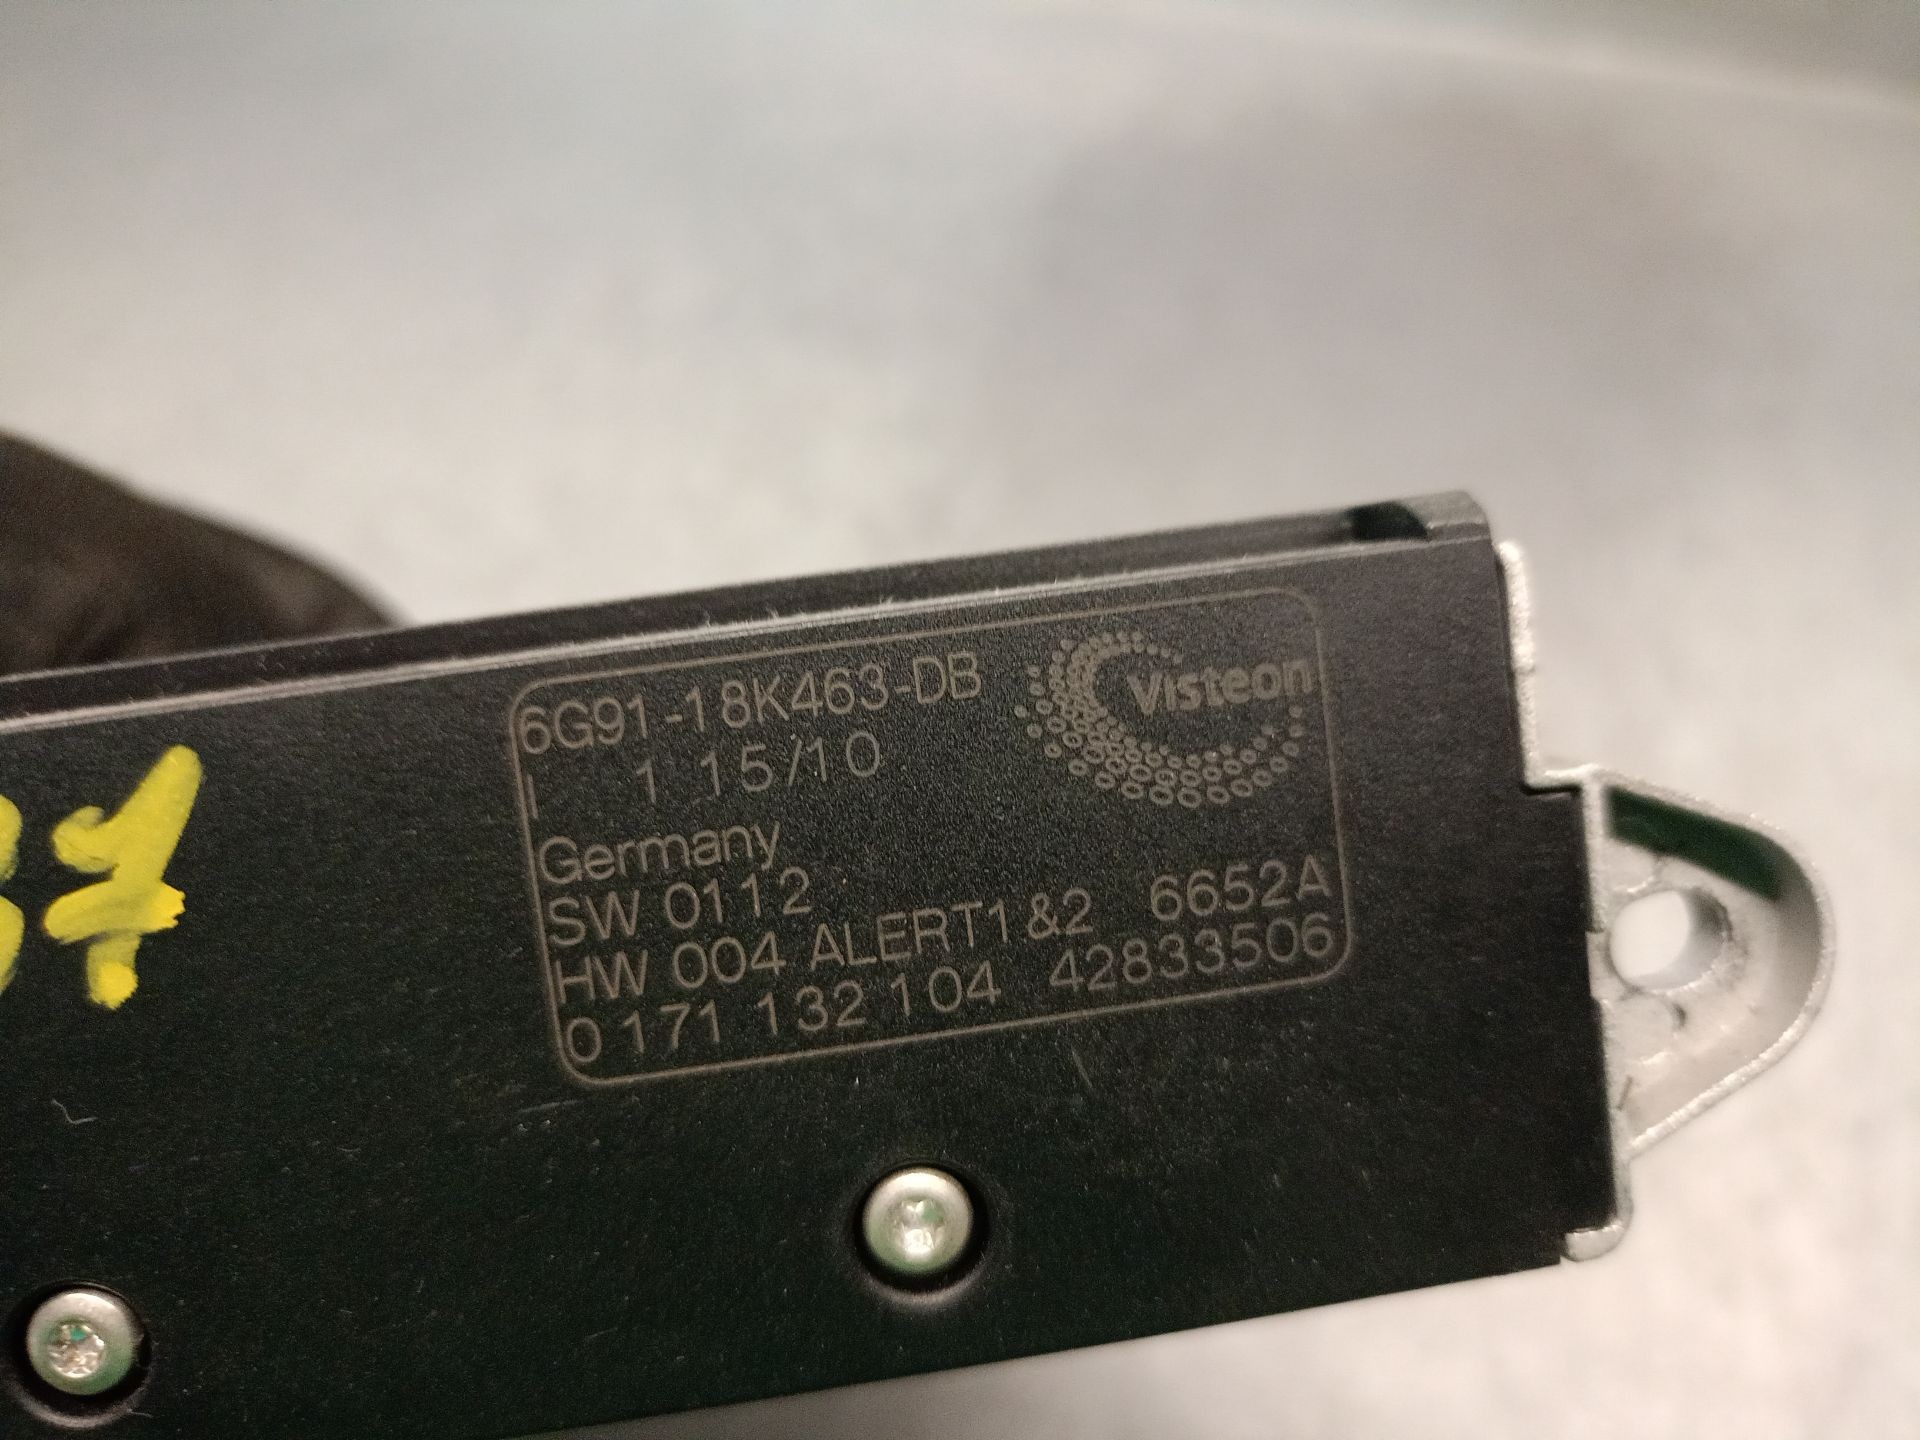 6G91-18K463-DB
Visteon
I 1 15/10
Germany
SW 0112
HW 004 ALERT1&2 6652A
0 171 132 104 42833506